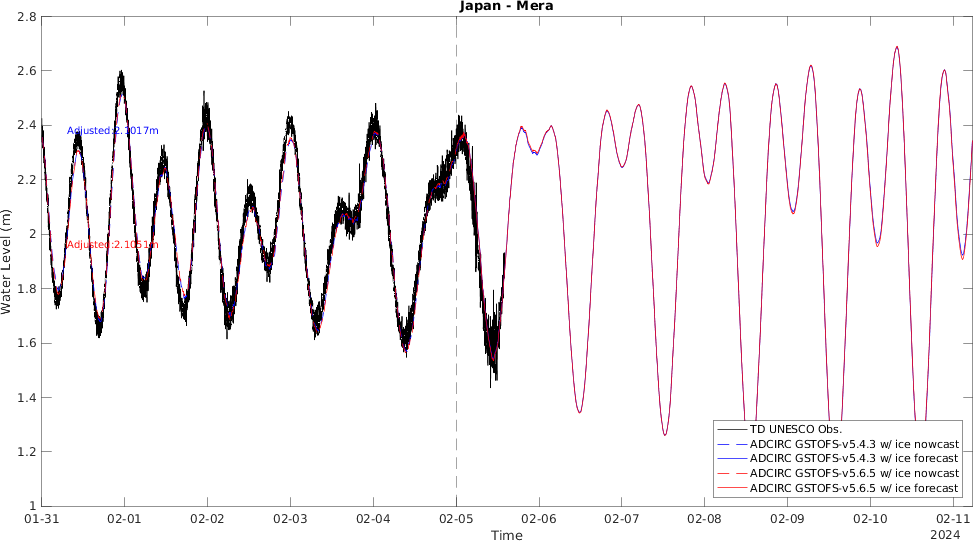 Japan - Mera
2.8
2.6
2.4
2.2
2
1.8
1.6
1.4
1.2
1
Water Level (m)
Adjusted:2.1017m
Adjusted:2.1051m
TD UNESCO Obs.
ADCIRC GSTOFS-v5.4.3 w/ ice nowcast
ADCIRC GSTOFS-v5.4.3 w/ ice forecast
ADCIRC GSTOFS-v5.6.5 w/ ice nowcast
ADCIRC GSTOFS-v5.6.5 w/ ice forecast
01-31 02-01 02-02 02-03 02-04 02-05 02-06 02-07 02-08 02-09 02-10 02-11
Time
2024